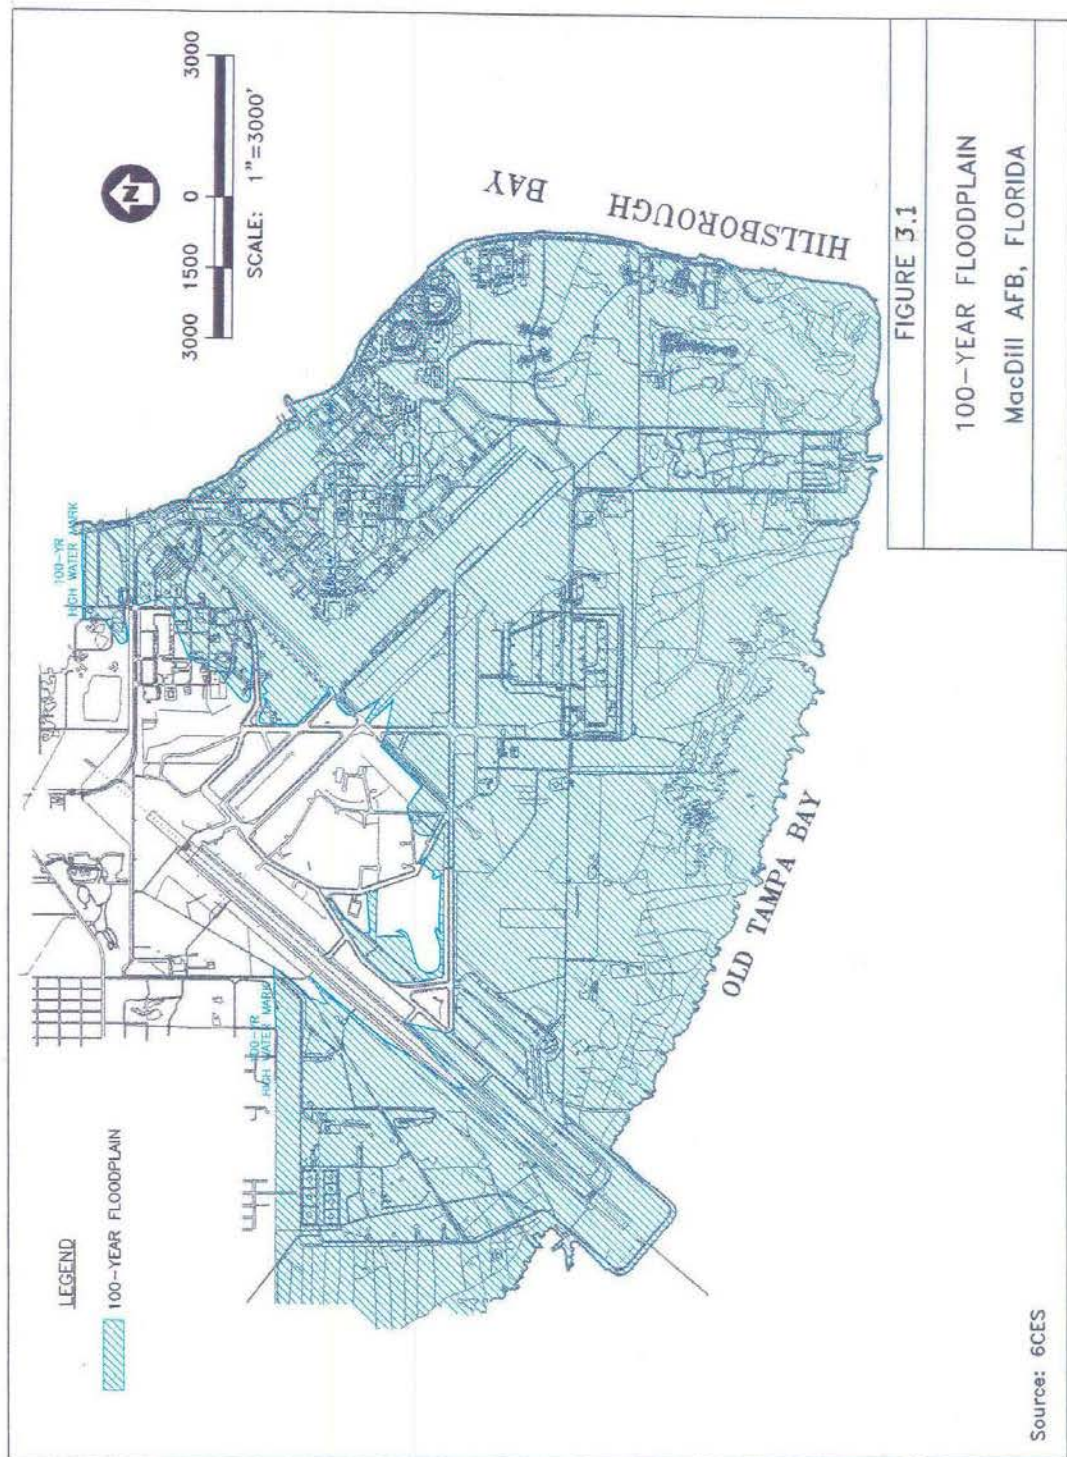 LEGEND
100-YEAR FLOODPLAIN
100-YR
HIGH WATER MARK
100-YR
HIGH WATER MARK
N
3000 1500 0 3000
SCALE: 1"=3000'
HILLSBOROUGH BAY
OLD TAMPA BAY
FIGURE 3.1
100-YEAR FLOODPLAIN
MacDill AFB, FLORIDA
Source: 6CES